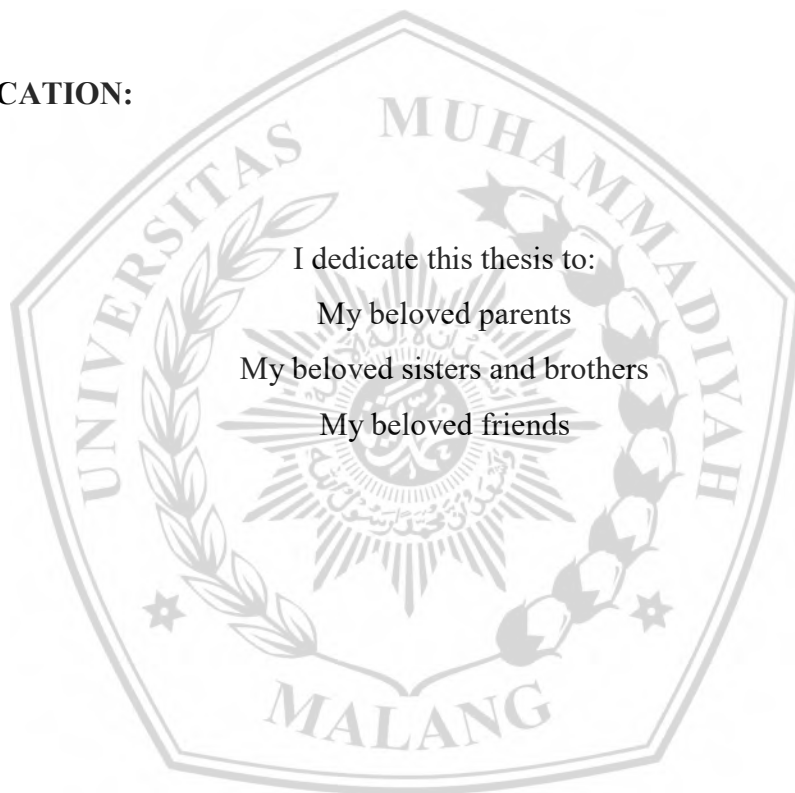 CATION:
UNIVERSITAS MUHAMMADIYAH
I dedicate this thesis to:
My beloved parents
My beloved sisters and brothers
My beloved friends
MALANG